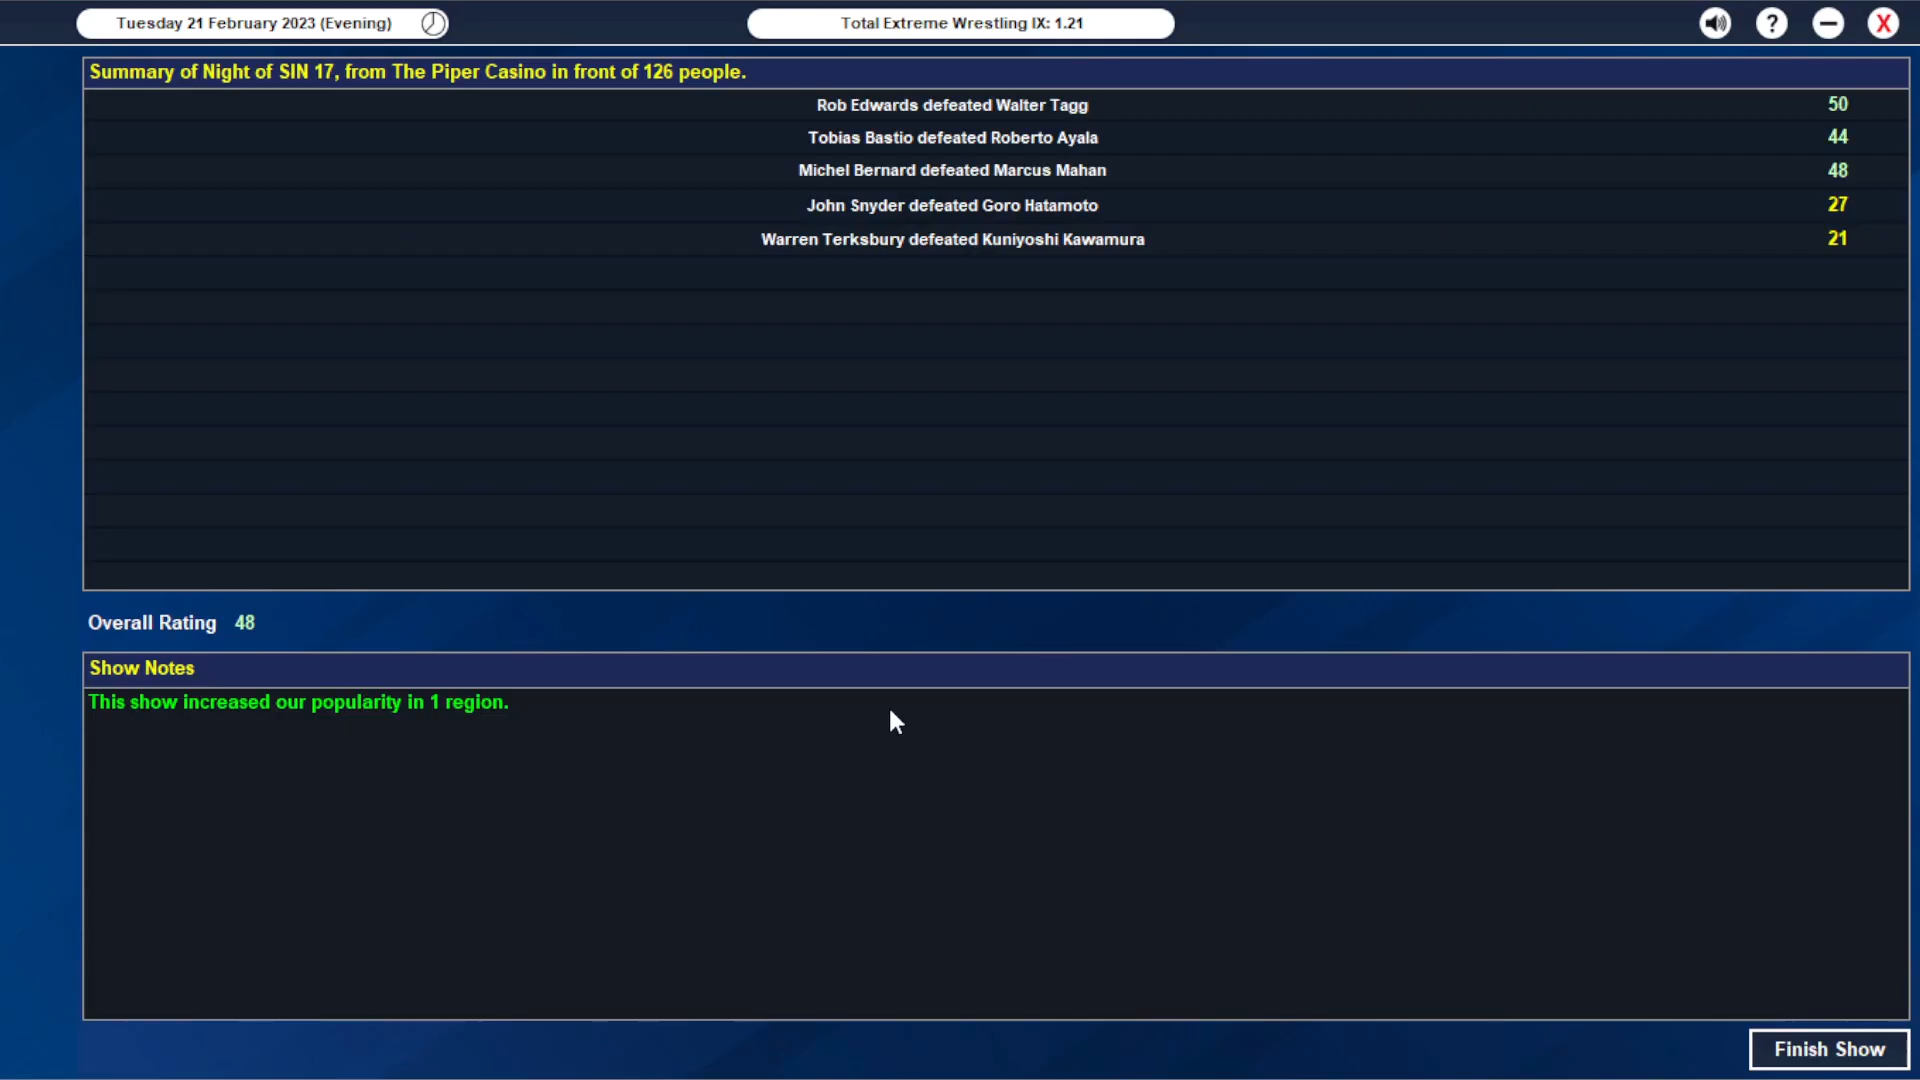 Tuesday 21 February 2023 (Evening)
Total Extreme Wrestling IX: 1.21
?
X
Summary of Night of SIN 17, from The Piper Casino in front of 126 people.
Rob Edwards defeated Walter Tagg 50
Tobias Bastio defeated Roberto Ayala 44
Michel Bernard defeated Marcus Mahan 48
John Snyder defeated Goro Hatamoto 27
Warren Terksbury defeated Kuniyoshi Kawamura 21
Overall Rating 48
Show Notes
This show increased our popularity in 1 region.
Finish Show